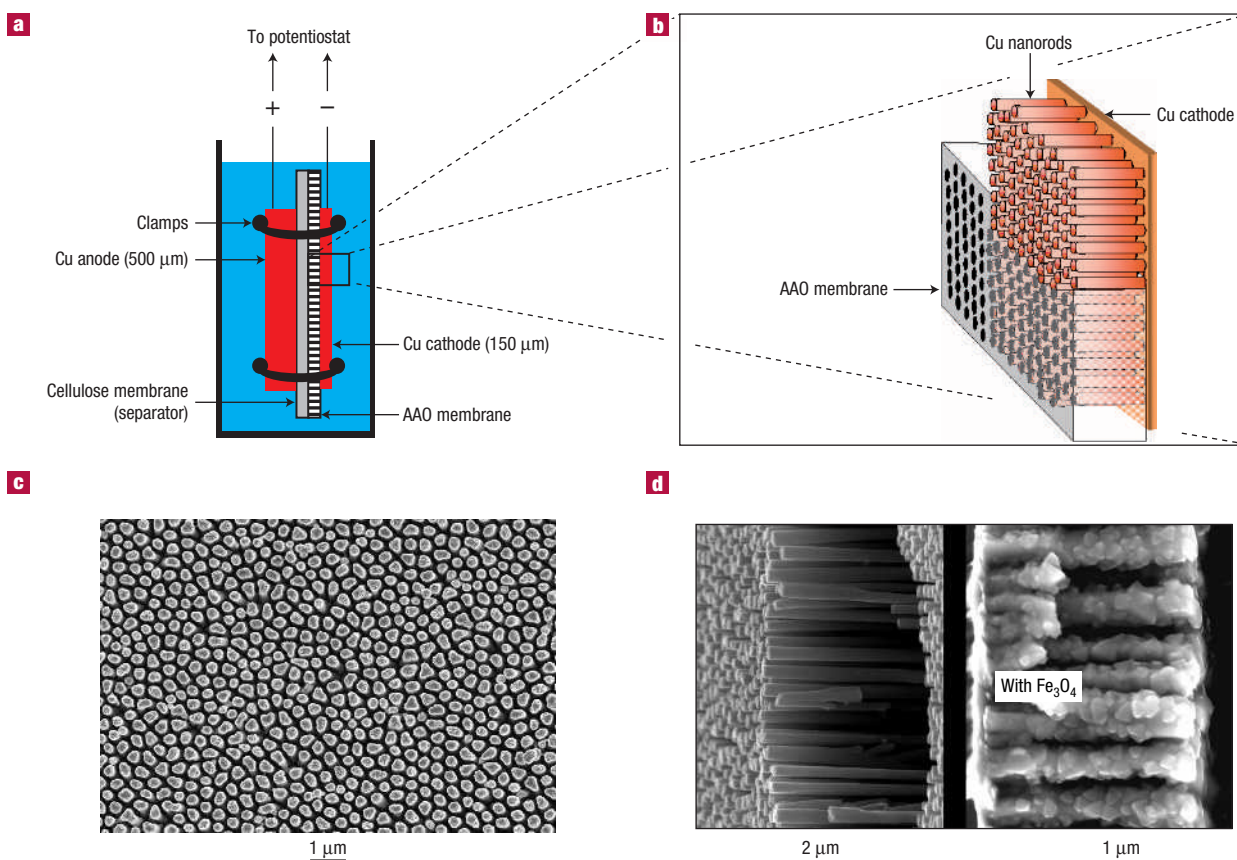 a
To potentiostat
+ −
Clamps
Cu anode (500 μm)
Cu cathode (150 μm)
Cellulose membrane
(separator)
AAO membrane
b
Cu nanorods
Cu cathode
AAO membrane
c
1 μm
d
With Fe₃O₄
2 μm
1 μm